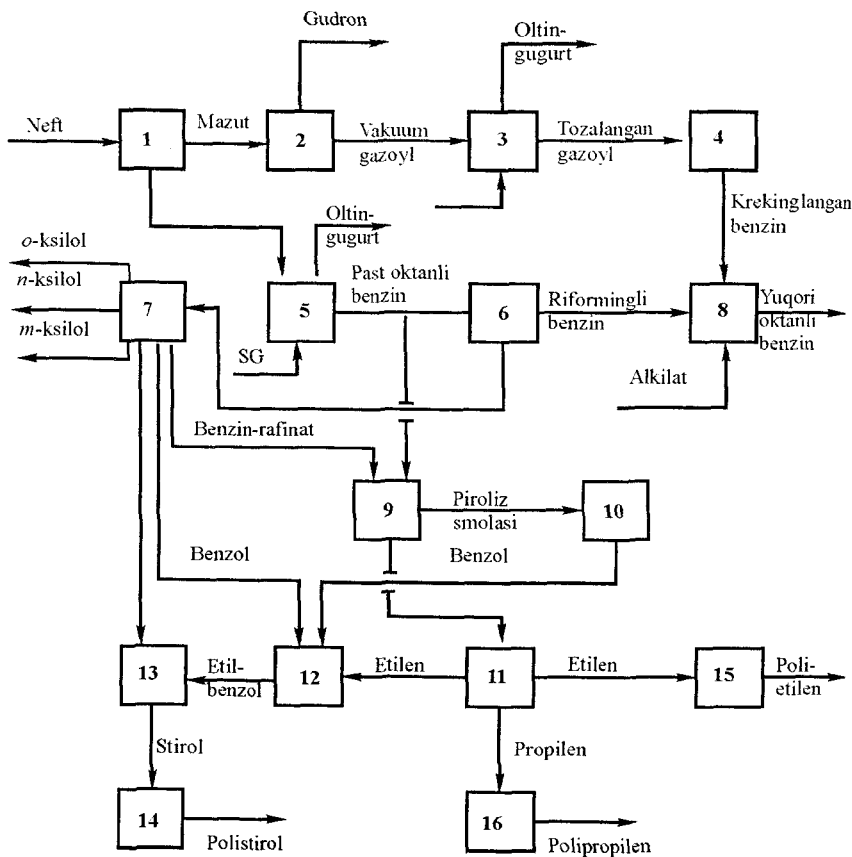 Gudron
Oltin-
gugurt
Neft
1
Mazut
2
Vakuum
gazoyl
3
Tozalangan
gazoyl
4
Oltin-
gugurt
Krekinglangan
benzin
o-ksilol
n-ksilol
m-ksilol
7
5
Past oktanli
benzin
6
Riformingli
benzin
8
Yuqori
oktanli
benzin
SG
Alkilat
Benzin-rafinat
9
Piroliz
smolasi
10
Benzol
Benzol
13
Etil-
benzol
12
Etilen
11
Etilen
15
Poli-
etilen
Stirol
Propilen
14
Polistirol
16
Polipropilen